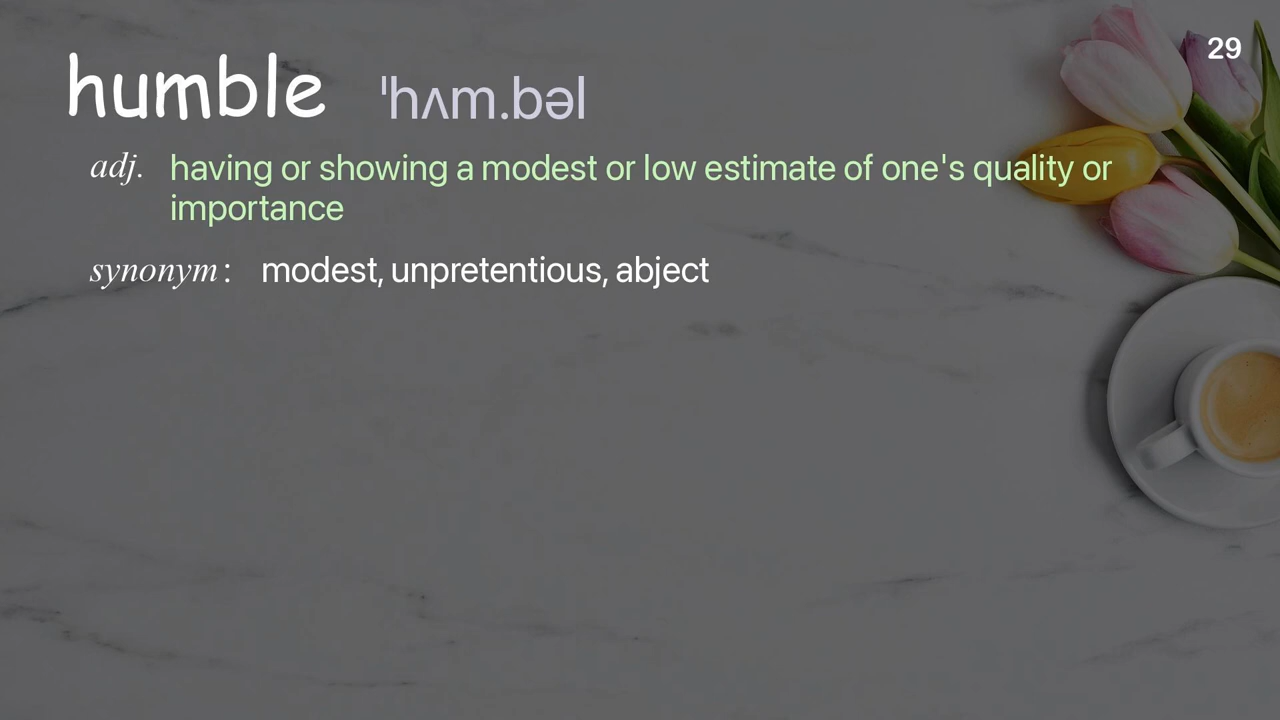 29
humble ˈhʌm.bəl
adj. having or showing a modest or low estimate of one's quality or
importance
synonym: modest, unpretentious, abject